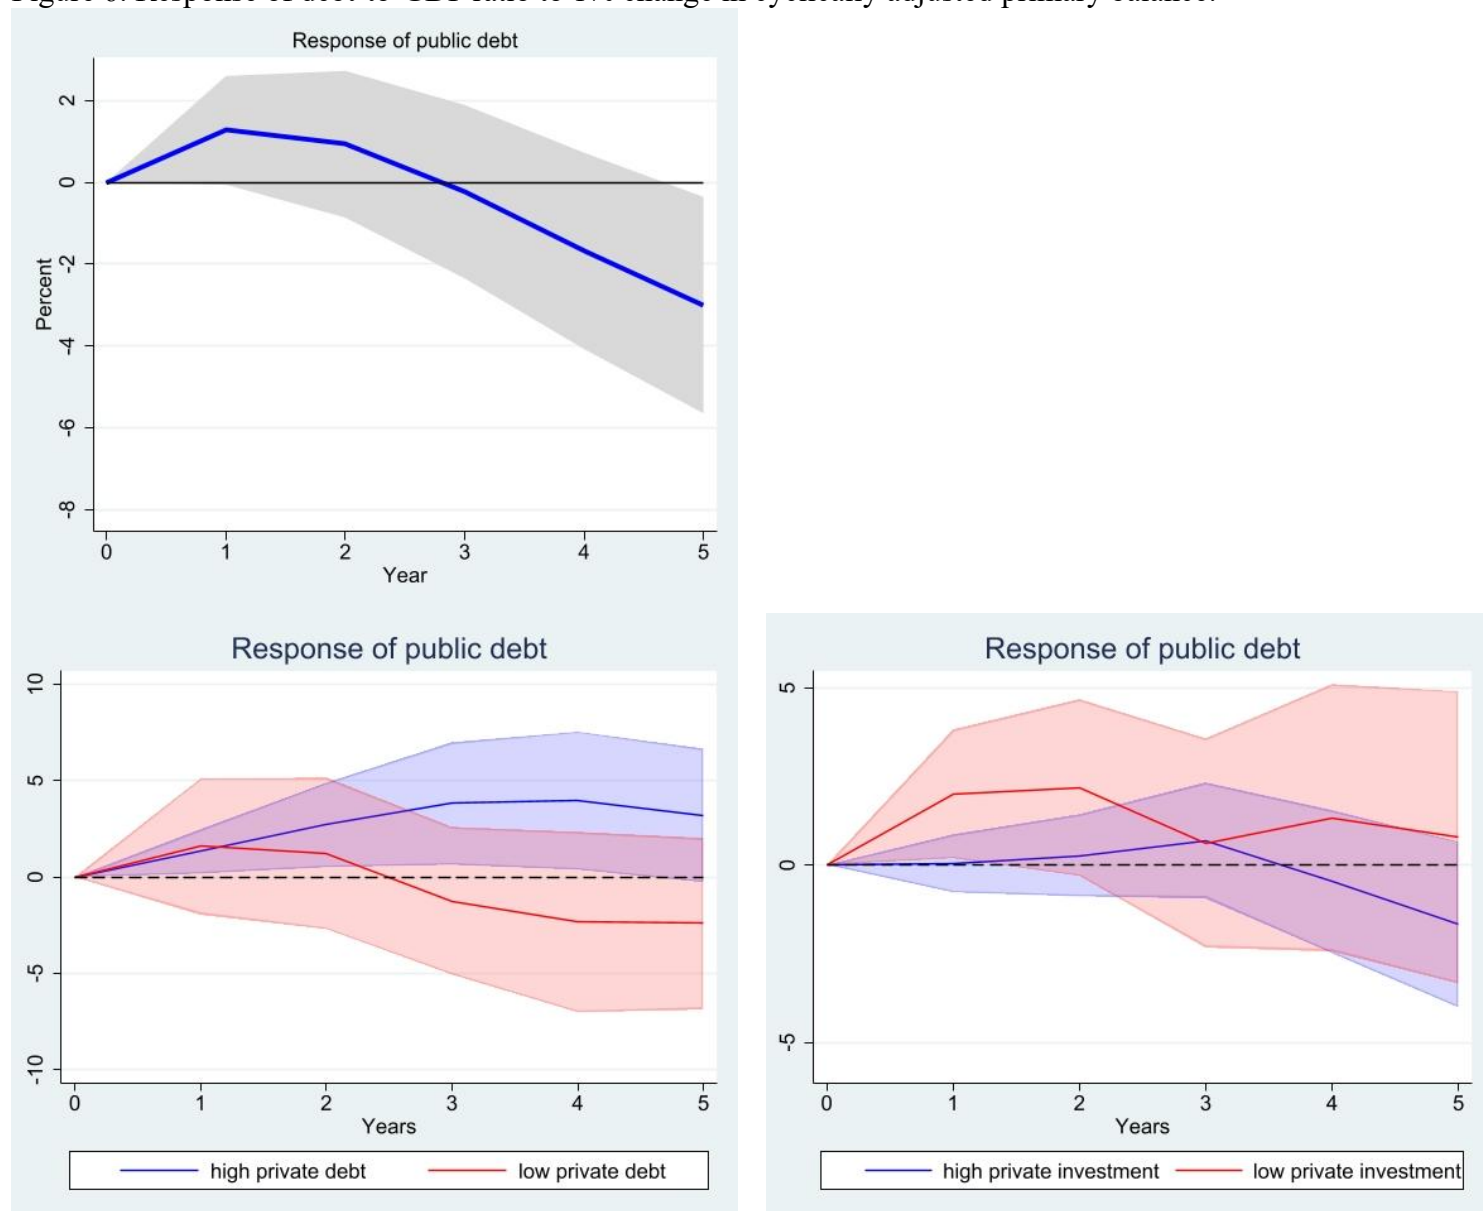 Response of public debt
Percent
2
0
-2
-4
-6
-8
0 1 2 3 4 5
Year
Response of public debt
10
5
0
-5
-10
0 1 2 3 4 5
Years
high private debt low private debt
Response of public debt
5
0
-5
0 1 2 3 4 5
Years
high private investment low private investment